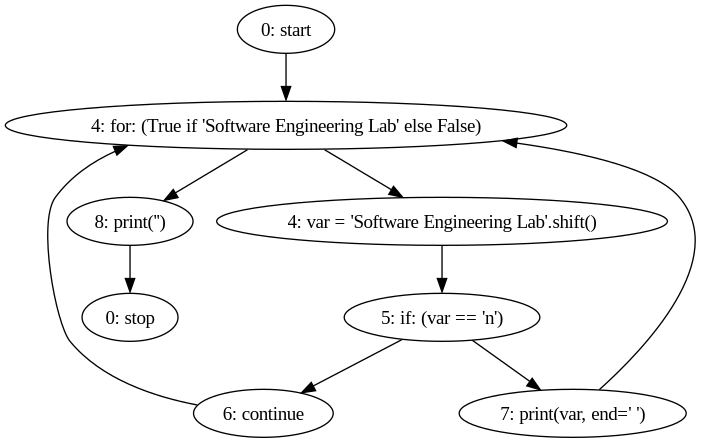 0: start
4: for: (True if 'Software Engineering Lab' else False)
8: print('')
4: var = 'Software Engineering Lab'.shift()
0: stop
5: if: (var == 'n')
6: continue
7: print(var, end=' ')